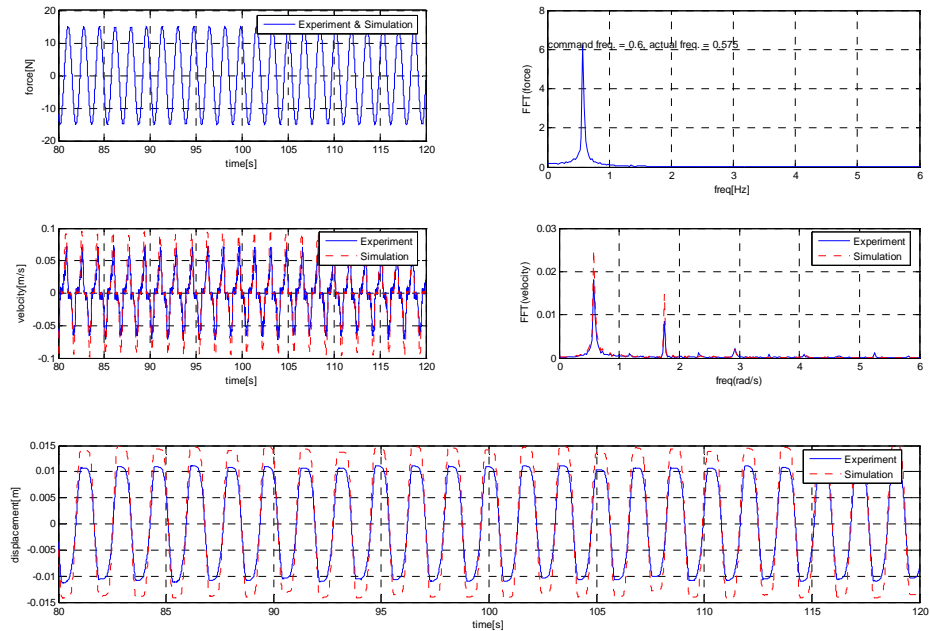 20
10
0
-10
-20
force[N]
Experiment & Simulation
80 85 90 95 100 105 110 115 120
time[s]
8
6
4
2
0
FFT(force)
command freq. = 0.6, actual freq. = 0.575
0 1 2 3 4 5 6
freq[Hz]
0.1
0.05
0
-0.05
-0.1
velocity[m/s]
Experiment
Simulation
80 85 90 95 100 105 110 115 120
time[s]
0.03
0.02
0.01
0
FFT(velocity)
Experiment
Simulation
0 1 2 3 4 5 6
freq(rad/s)
0.015
0.01
0.005
0
-0.005
-0.01
-0.015
displacement[m]
Experiment
Simulation
80 85 90 95 100 105 110 115 120
time[s]